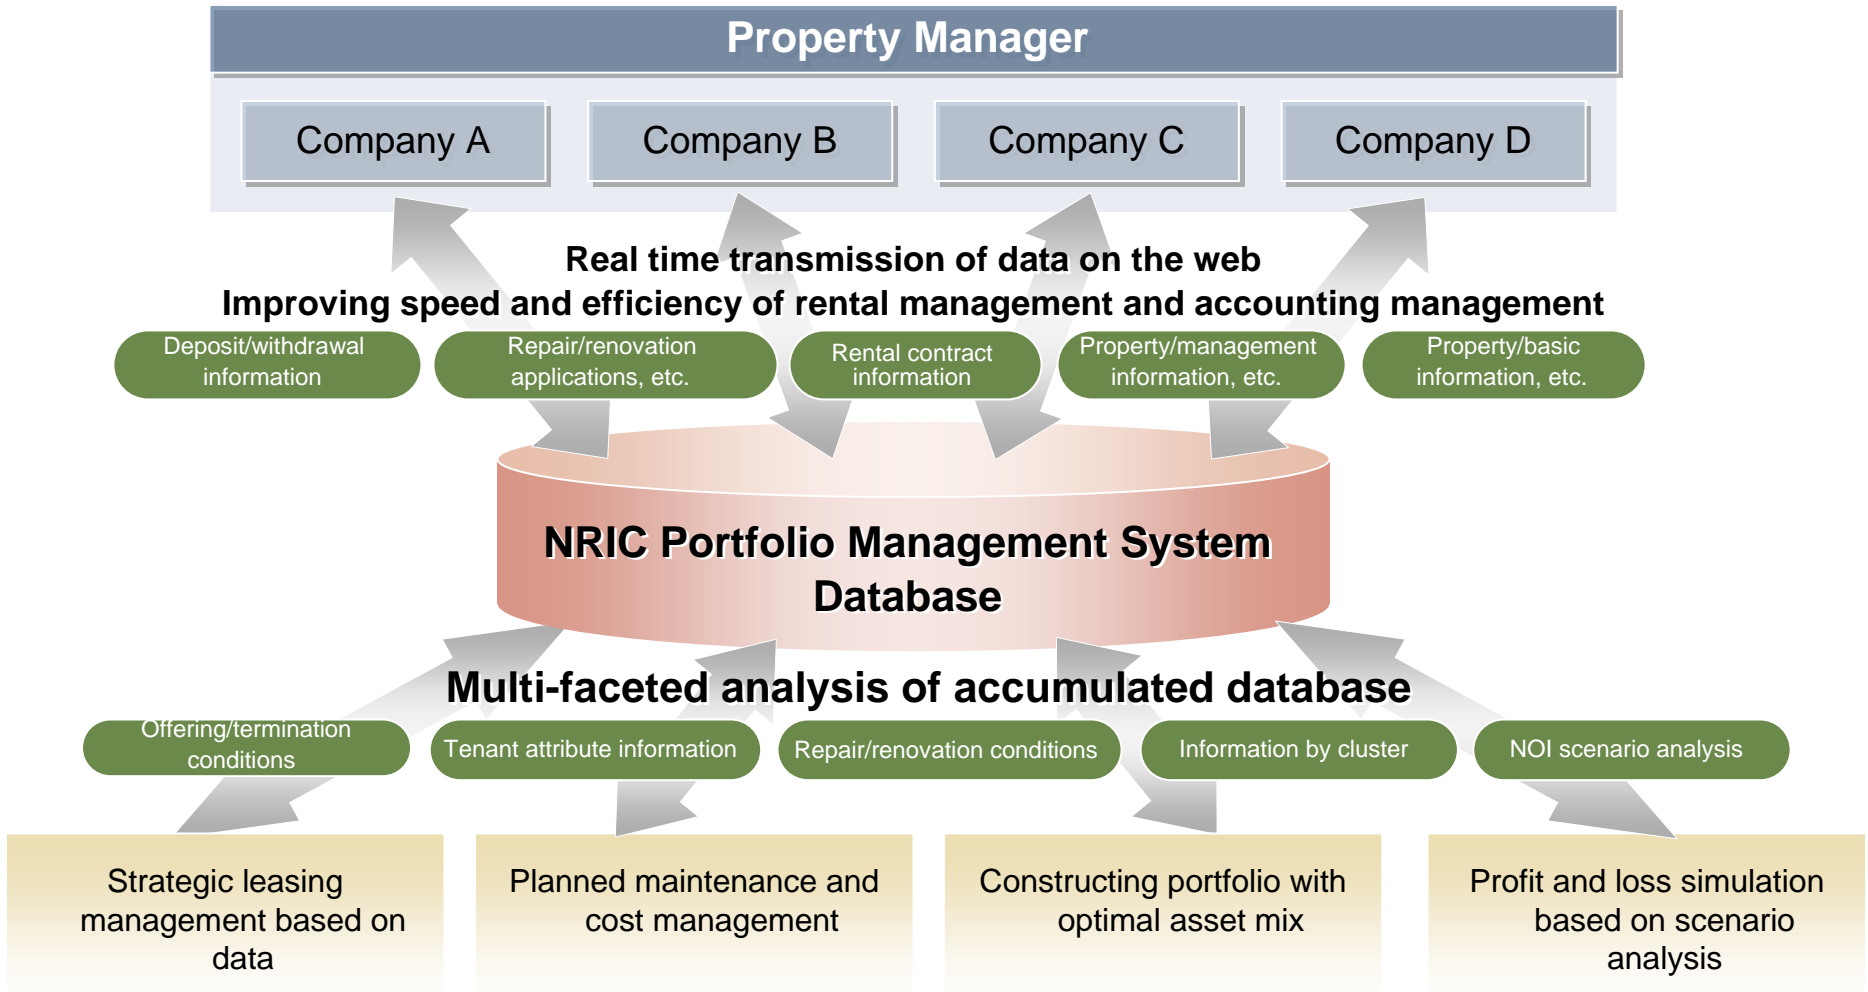 Property Manager
Company A
Company B
Company C
Company D
Real time transmission of data on the web
Improving speed and efficiency of rental management and accounting management
Deposit/withdrawal
information
Repair/renovation
applications, etc.
Rental contract
information
Property/management
information, etc.
Property/basic
information, etc.
NRIC Portfolio Management System
Database
Multi-faceted analysis of accumulated database
Offering/termination
conditions
Tenant attribute information
Repair/renovation conditions
Information by cluster
NOI scenario analysis
Strategic leasing
management based on
data
Planned maintenance and
cost management
Constructing portfolio with
optimal asset mix
Profit and loss simulation
based on scenario
analysis